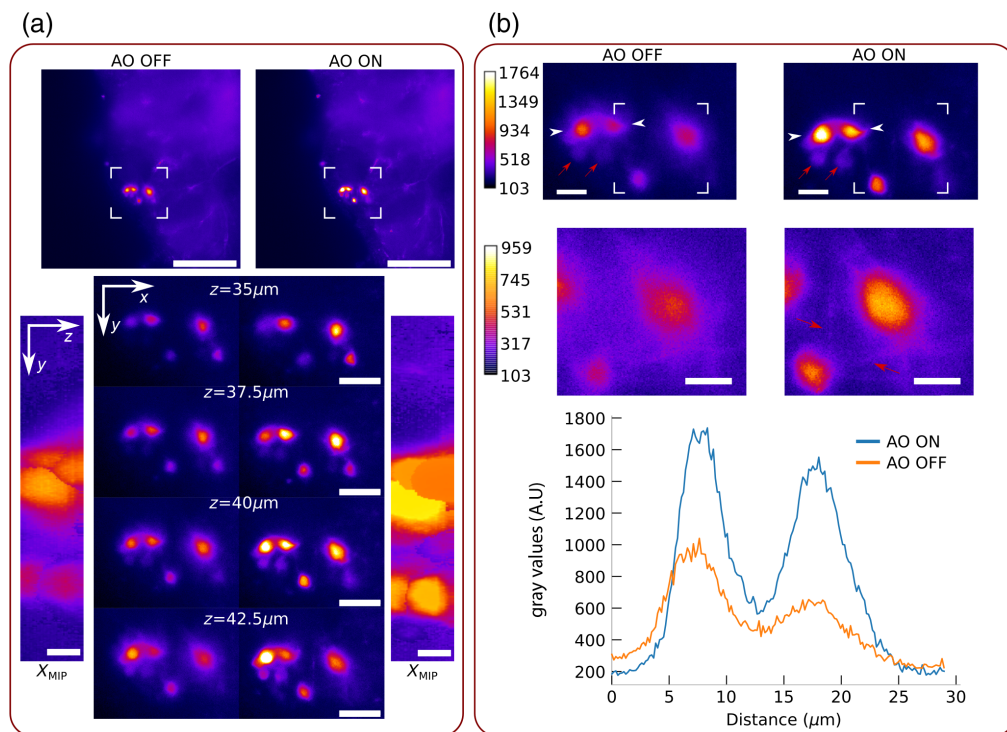 (a)
AO OFF
AO ON
x
y
z=35μm
z=37.5μm
z=40μm
z=42.5μm
z
y
X_MIP
X_MIP
(b)
AO OFF
AO ON
1764
1349
934
518
103
959
745
531
317
103
1800
1600
1400
1200
1000
800
600
400
200
gray values (A.U)
AO ON
AO OFF
0 5 10 15 20 25 30
Distance (μm)